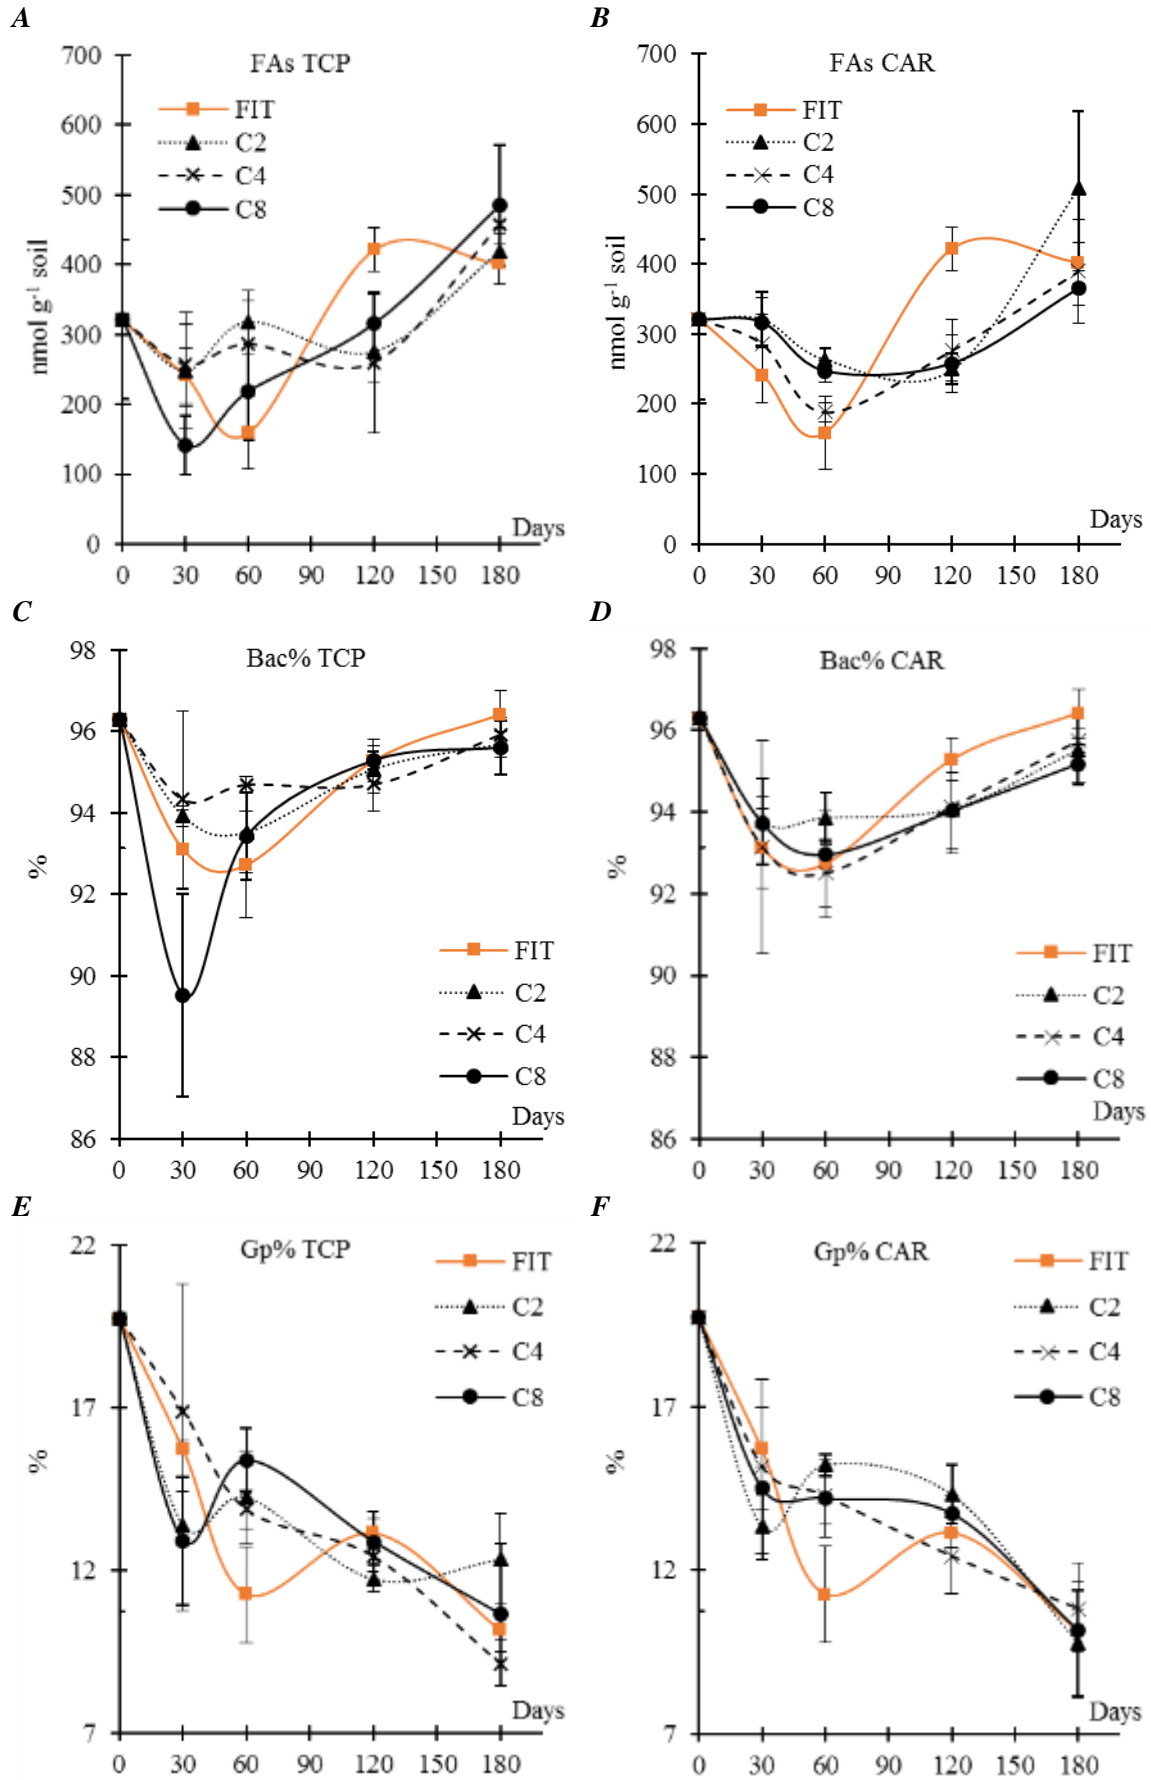 A
FAs TCP
700
600
500
400
300
200
100
0
nmol g⁻¹ soil
FIT
C2
C4
C8
Days
0 30 60 90 120 150 180
B
FAs CAR
700
600
500
400
300
200
100
0
nmol g⁻¹ soil
FIT
C2
C4
C8
Days
0 30 60 90 120 150 180
C
Bac% TCP
98
96
94
92
90
88
86
%
FIT
C2
C4
C8
Days
0 30 60 90 120 150 180
D
Bac% CAR
98
96
94
92
90
88
86
%
FIT
C2
C4
C8
Days
0 30 60 90 120 150 180
E
Gp% TCP
22
17
12
7
%
FIT
C2
C4
C8
Days
0 30 60 90 120 150 180
F
Gp% CAR
22
17
12
7
%
FIT
C2
C4
C8
Days
0 30 60 90 120 150 180